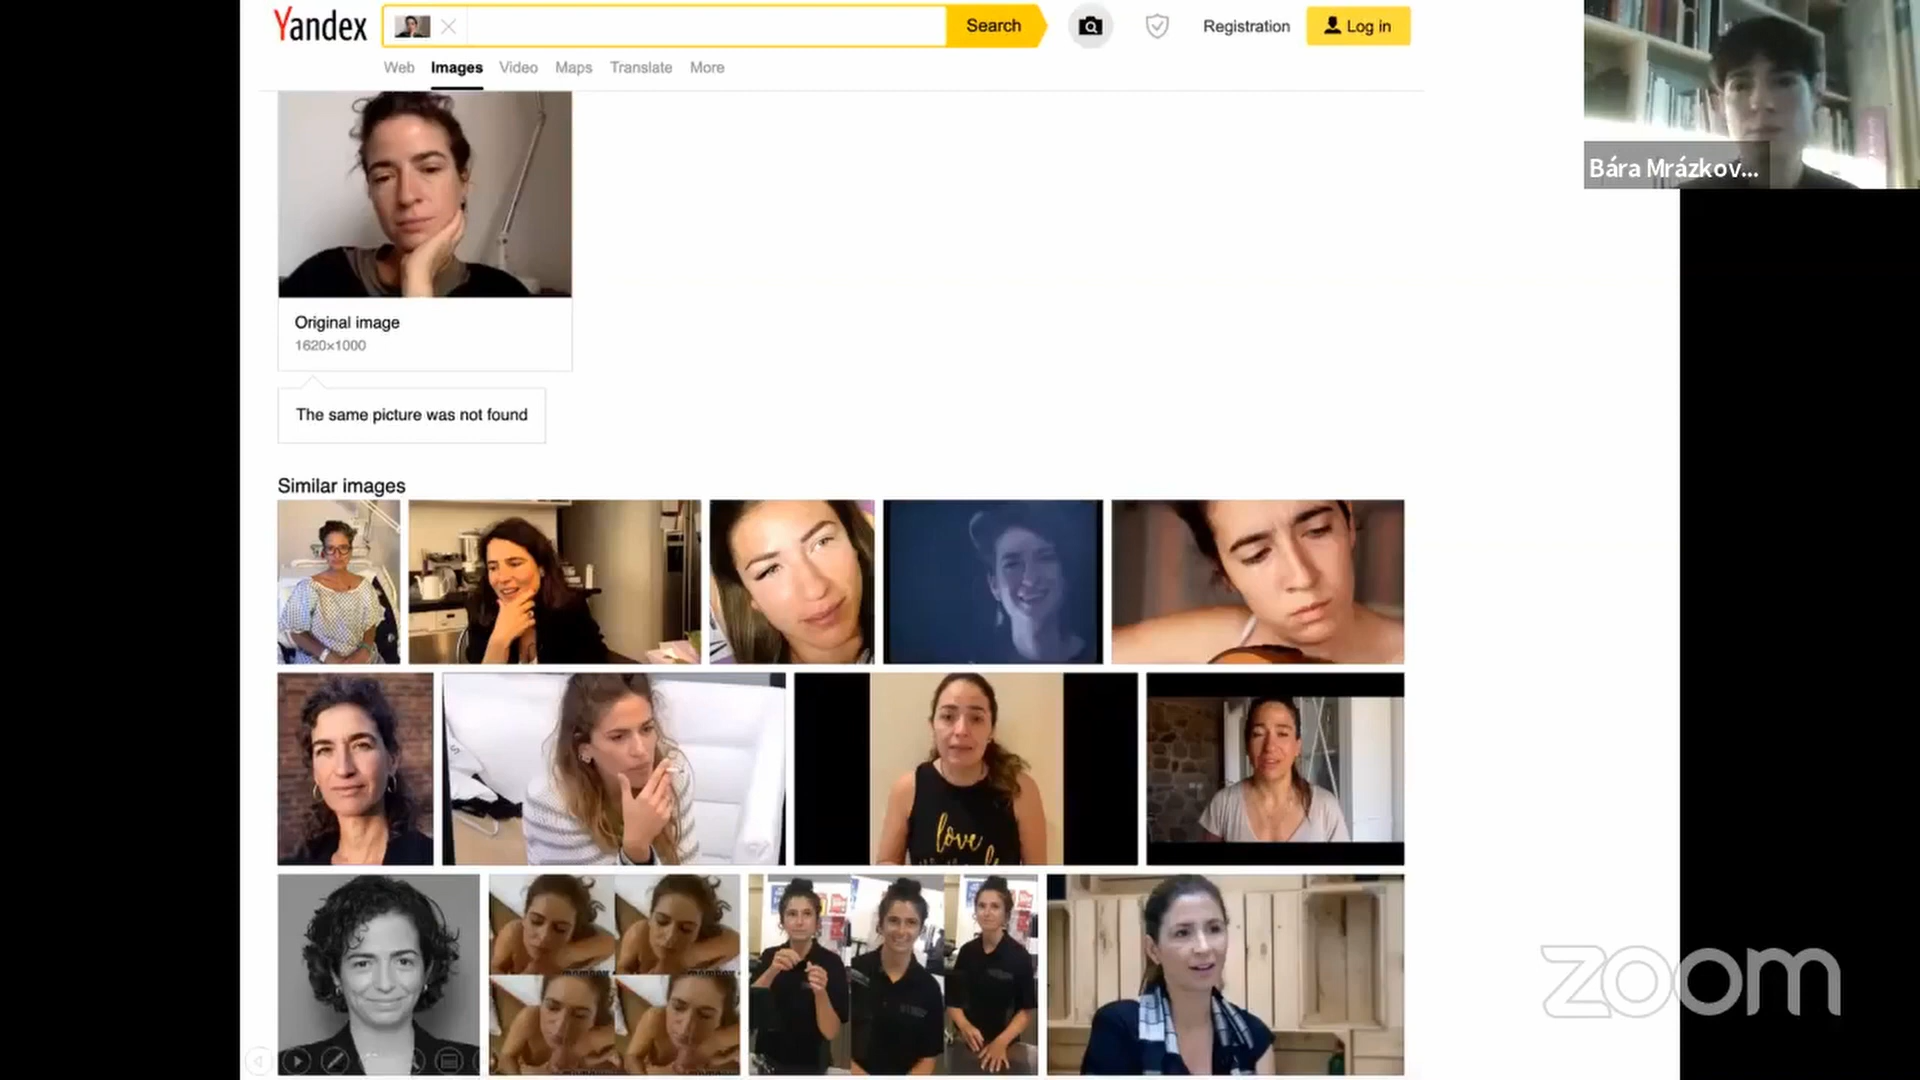 Yandex
Search
Registration
Log in
Web Images Video Maps Translate More
Bára Mrázkov...
Original image
1620×1000
The same picture was not found
Similar images
love
zoom